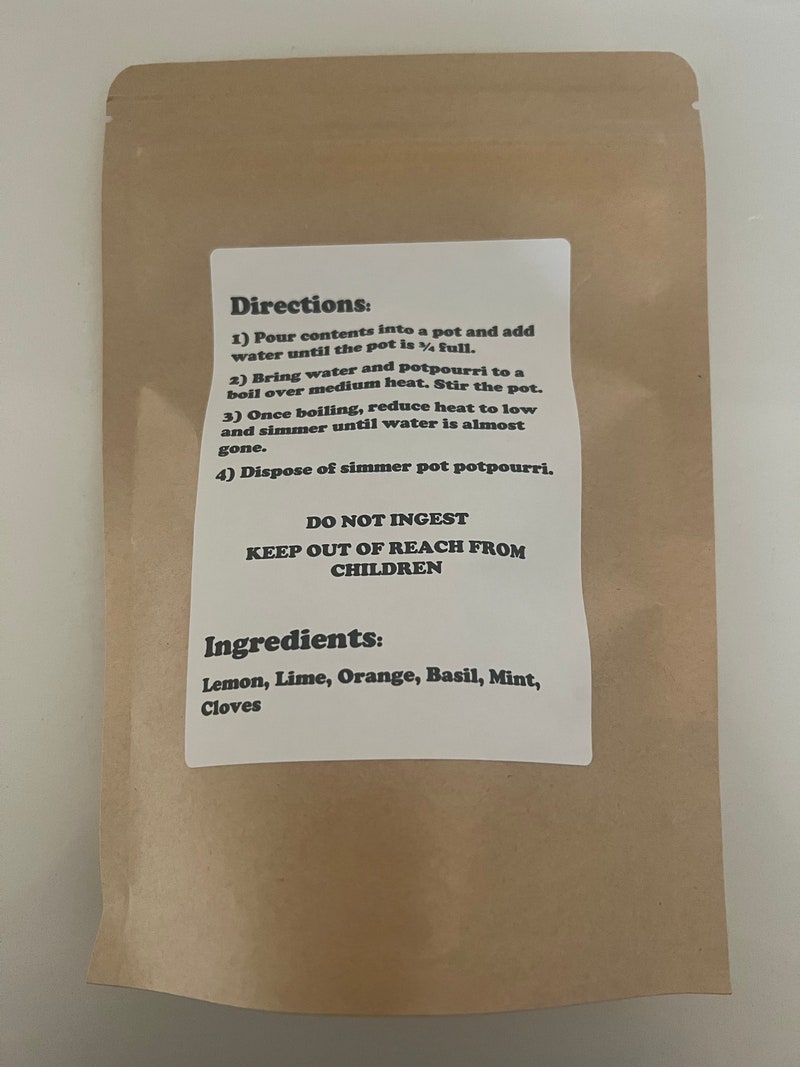 Directions:
1) Pour contents into a pot and add
water until the pot is ¾ full.
2) Bring water and potpourri to a
boil over medium heat. Stir the pot.
3) Once boiling, reduce heat to low
and simmer until water is almost
gone.
4) Dispose of simmer pot potpourri.
DO NOT INGEST
KEEP OUT OF REACH FROM
CHILDREN
Ingredients:
Lemon, Lime, Orange, Basil, Mint,
Cloves